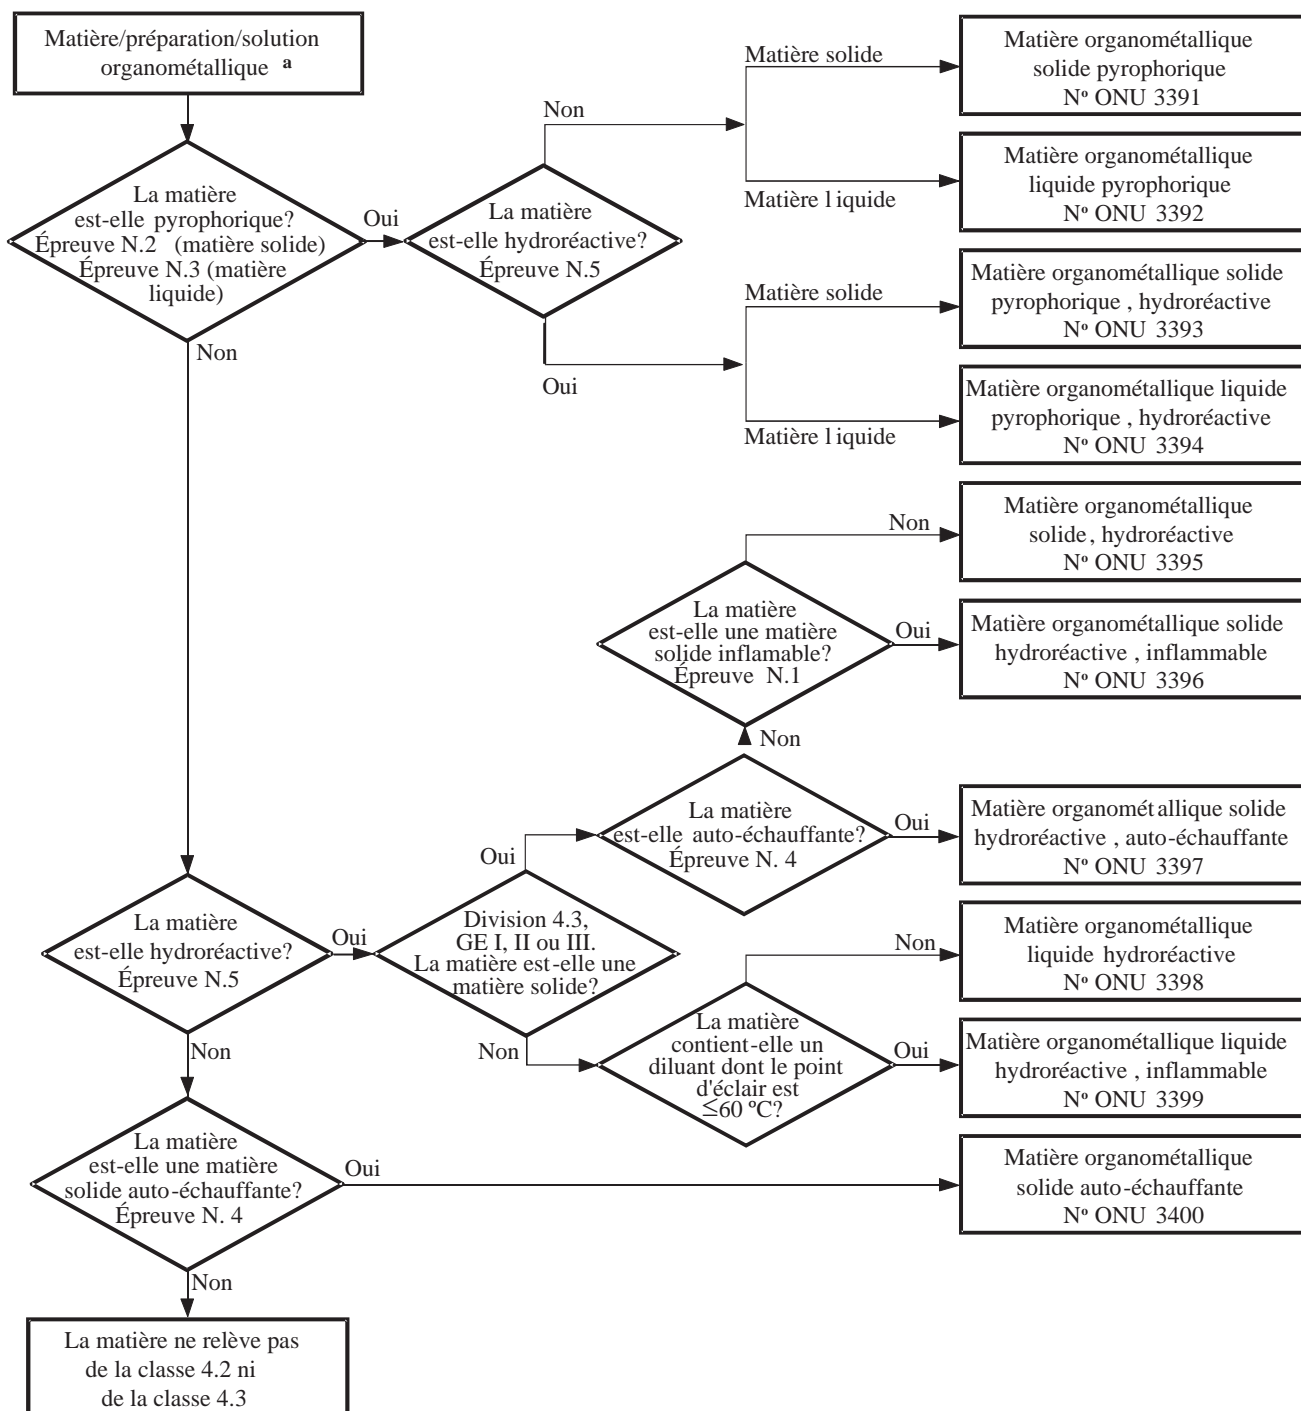 Matière/préparation/solution
organométallique a
La matière
est-elle pyrophorique?
Épreuve N.2 (matière solide)
Épreuve N.3 (matière
liquide)
Oui
Non
La matière
est-elle hydroréactive?
Épreuve N.5
Non
Oui
Matière solide
Matière l iquide
Matière organométallique
solide pyrophorique
Nº ONU 3391
Matière organométallique
liquide pyrophorique
Nº ONU 3392
Matière solide
Matière l iquide
Matière organométallique solide
pyrophorique , hydroréactive
Nº ONU 3393
Matière organométallique liquide
pyrophorique , hydroréactive
Nº ONU 3394
Non
Matière organométallique
solide, hydroréactive
Nº ONU 3395
La matière
est-elle une matière
solide inflamable?
Épreuve N.1
Oui
Matière organométallique solide
hydroréactive , inflammable
Nº ONU 3396
Non
La matière
est-elle auto-échauffante?
Épreuve N. 4
Oui
Matière organomét allique solide
hydroréactive , auto-échauffante
Nº ONU 3397
Oui
La matière
est-elle hydroréactive?
Épreuve N.5
Oui
Division 4.3,
GE I, II ou III.
La matière est-elle une
matière solide?
Non
Matière organométallique
liquide hydroréactive
Nº ONU 3398
Non
Non
La matière
contient-elle un
diluant dont le point
d'éclair est
≤60 ºC?
Oui
Matière organométallique liquide
hydroréactive , inflammable
Nº ONU 3399
La matière
est-elle une matière
solide auto-échauffante?
Épreuve N. 4
Oui
Matière organométallique
solide auto-échauffante
Nº ONU 3400
Non
La matière ne relève pas
de la classe 4.2 ni
de la classe 4.3